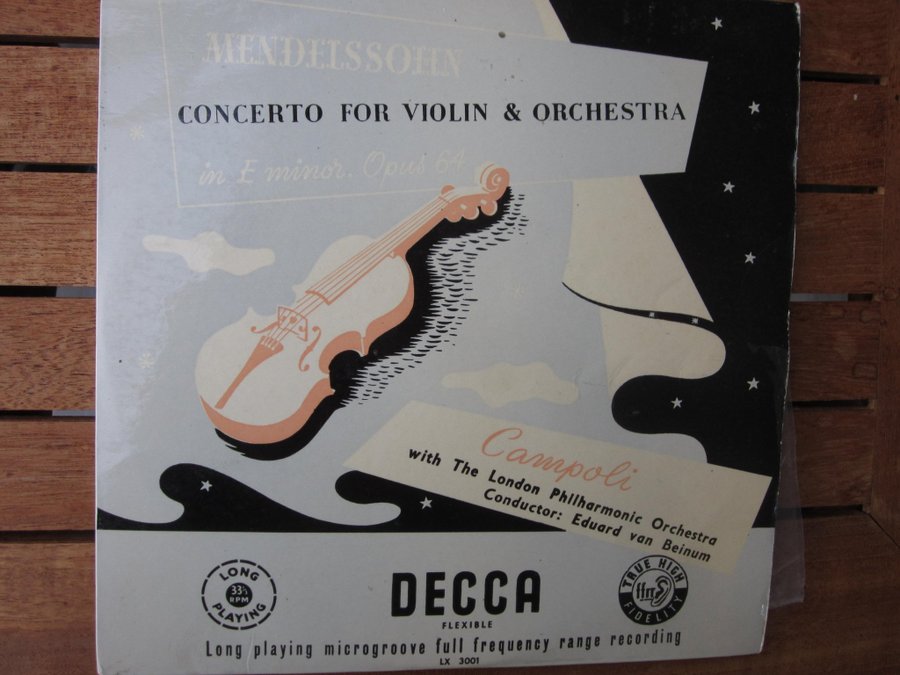 MENDELSSOHN
CONCERTO FOR VIOLIN & ORCHESTRA
in E minor. Opus 64
Campoli
with The London Philharmonic Orchestra
Conductor: Eduard van Beinum
LONG
33⅓
RPM
PLAYING
DECCA
FLEXIBLE
TRUE HIGH
ffrr
FIDELITY
Long playing microgroove full frequency range recording
LX 3001